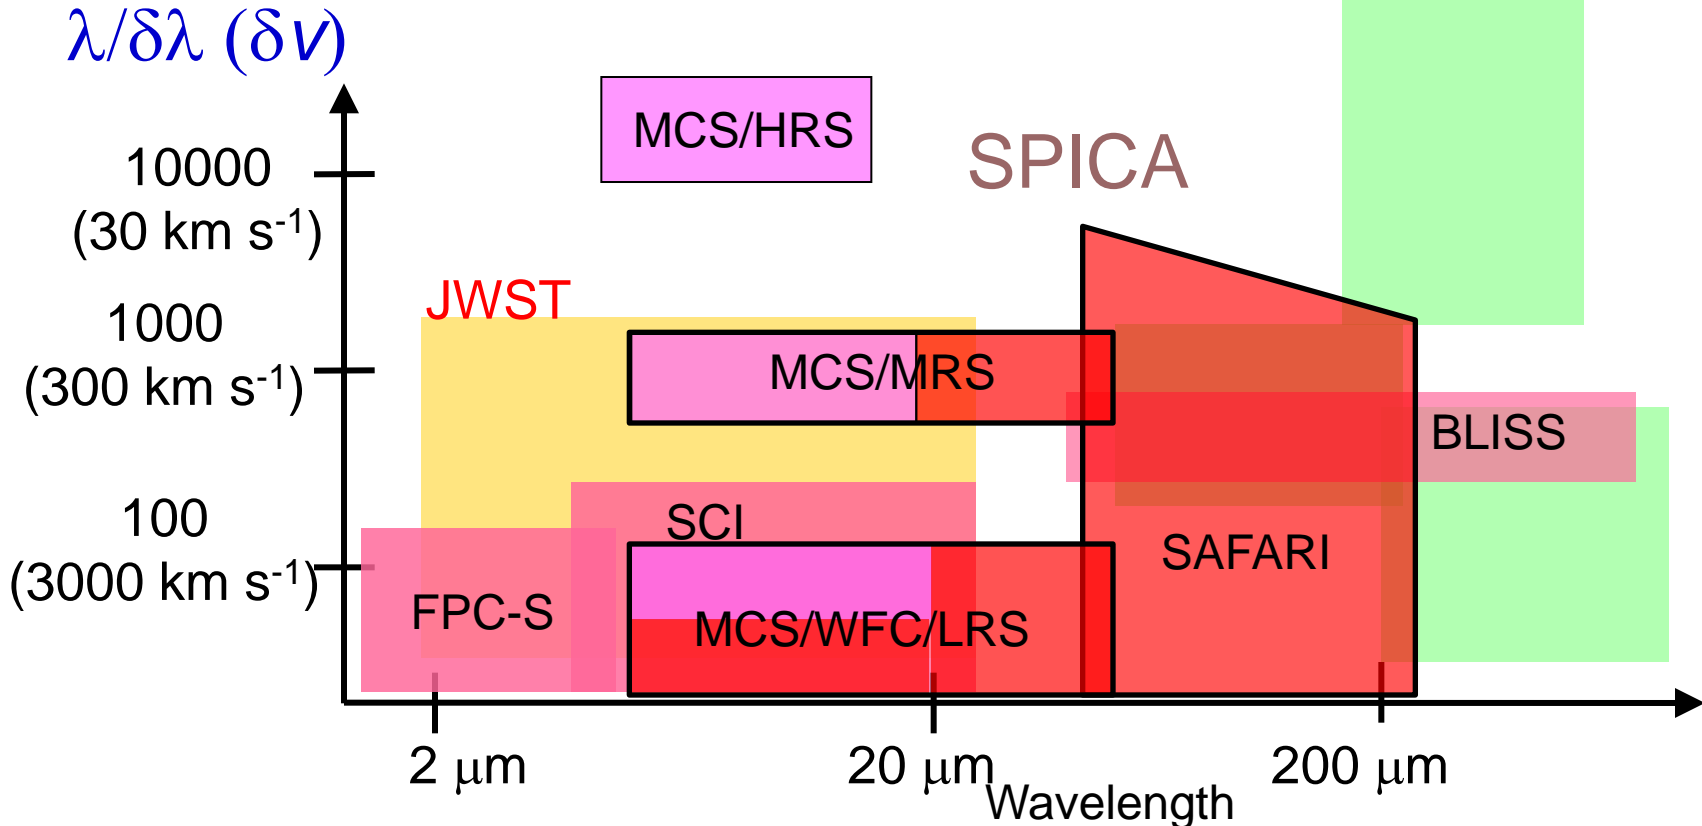 λ/δλ (δv)
MCS/HRS
SPICA
10000
(30 km s-1)
JWST
1000
(300 km s-1)
MCS/MRS
BLISS
100
(3000 km s-1)
SCI
SAFARI
FPC-S
MCS/WFC/LRS
2 μm
20 μm
200 μm
Wavelength